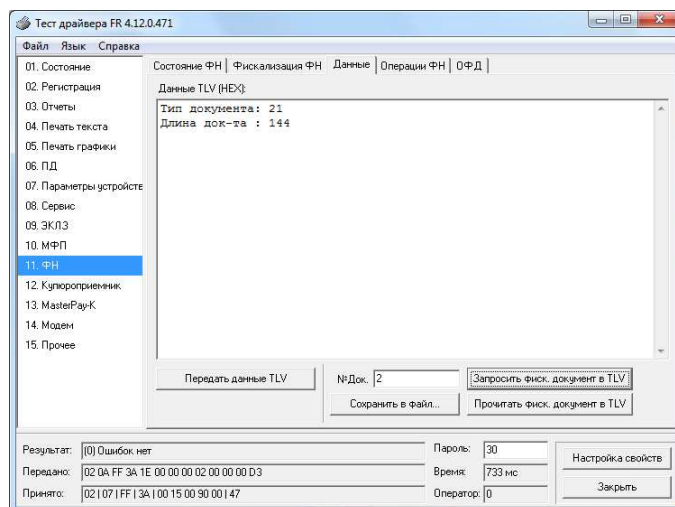 Тест драйвера FR 4.12.0.471
Файл Язык Справка
01. Состояние
02. Регистрация
03. Отчеты
04. Печать текста
05. Печать графики
06. ПД
07. Параметры устройств
08. Сервис
09. ЭКЛЗ
10. МФП
11. ФН
12. Купюроприемник
13. MasterPay-K
14. Модем
15. Прочее
Состояние ФН Фискализация ФН Данные Операции ФН ОФД
Данные TLV (HEX):
Тип документа: 21
Длина док-та : 144
Передать данные TLV
№Док. 2
Запросить фиск. документ в TLV
Сохранить в файл...
Прочитать фиск. документ в TLV
Результат: (0) Ошибок нет
Передано: 02 0A FF 3A 1E 00 00 00 02 00 00 00 D3
Принято: 02 | 07 | FF | 3A | 00 15 00 90 00 | 47
Пароль: 30
Время: 733 мс
Оператор: 0
Настройка свойств
Закрыть